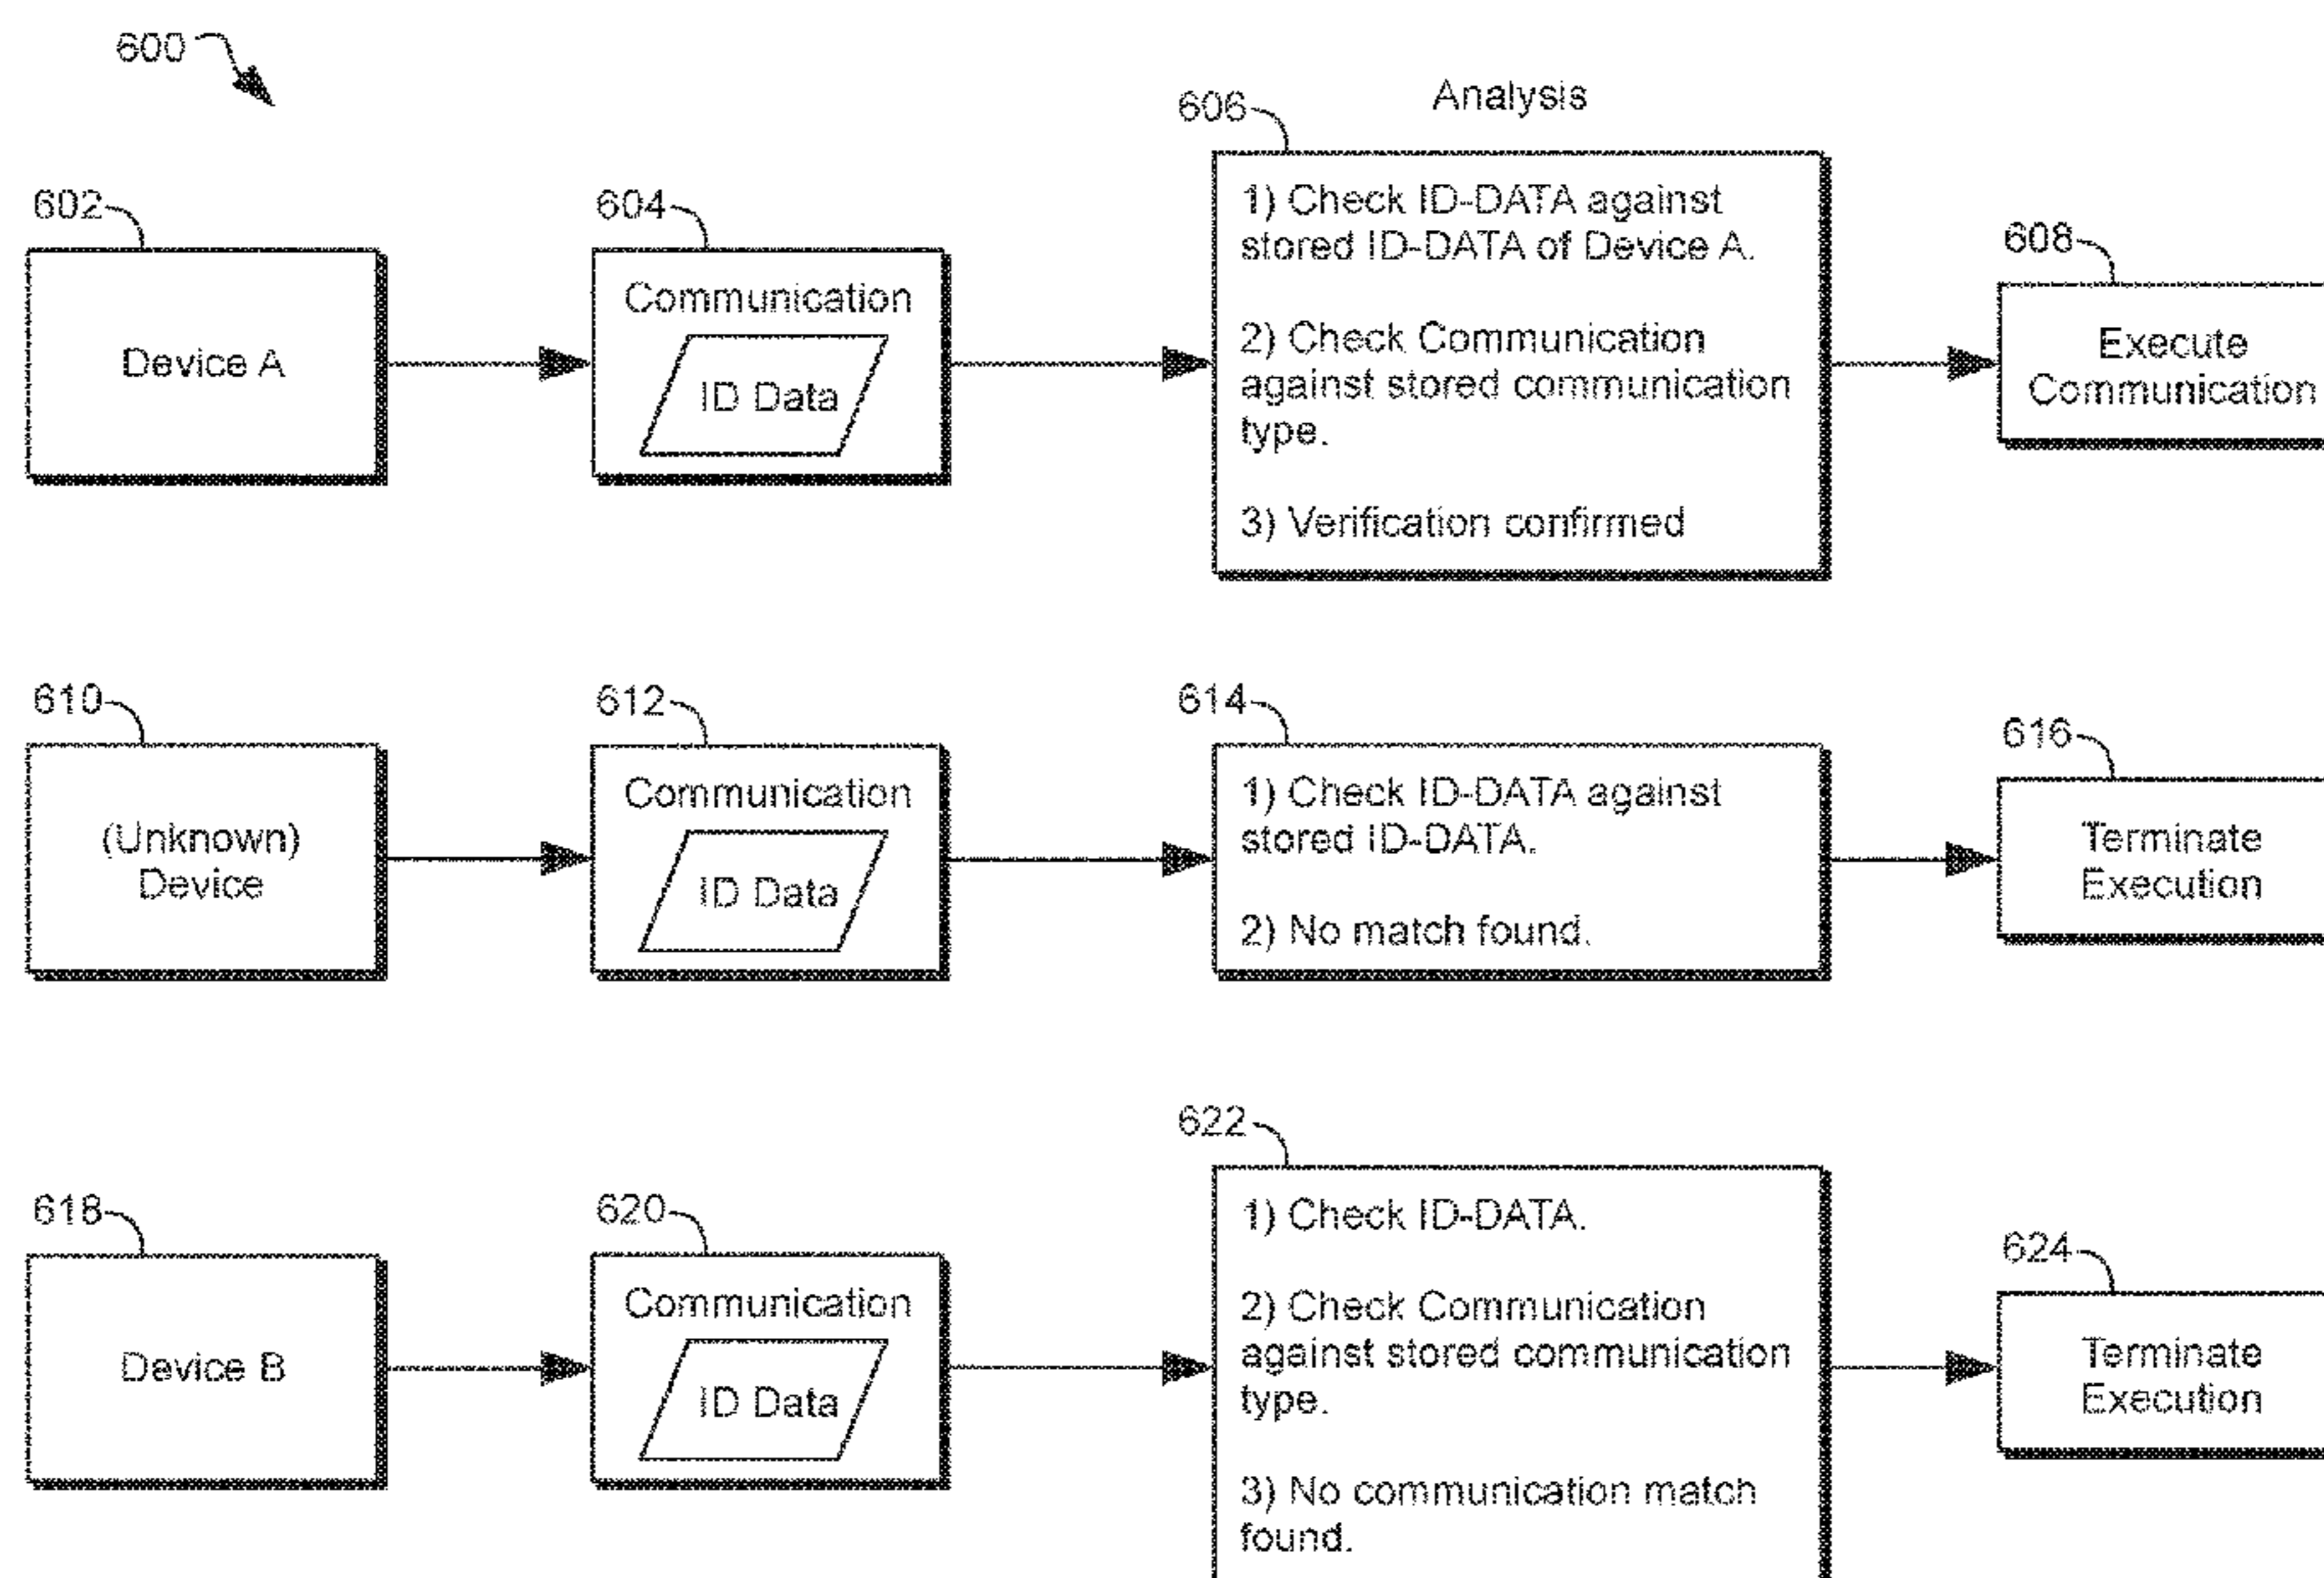 600
Analysis
602
604
606
608
Device A
Communication
ID Data
1) Check ID-DATA against
stored ID-DATA of Device A.
2) Check Communication
against stored communication
type.
3) Verification confirmed
Execute
Communication
610
612
614
616
(Unknown)
Device
Communication
ID Data
1) Check ID-DATA against
stored ID-DATA.
2) No match found.
Terminate
Execution
618
620
622
624
Device B
Communication
ID Data
1) Check ID-DATA.
2) Check Communication
against stored communication
type.
3) No communication match
found.
Terminate
Execution